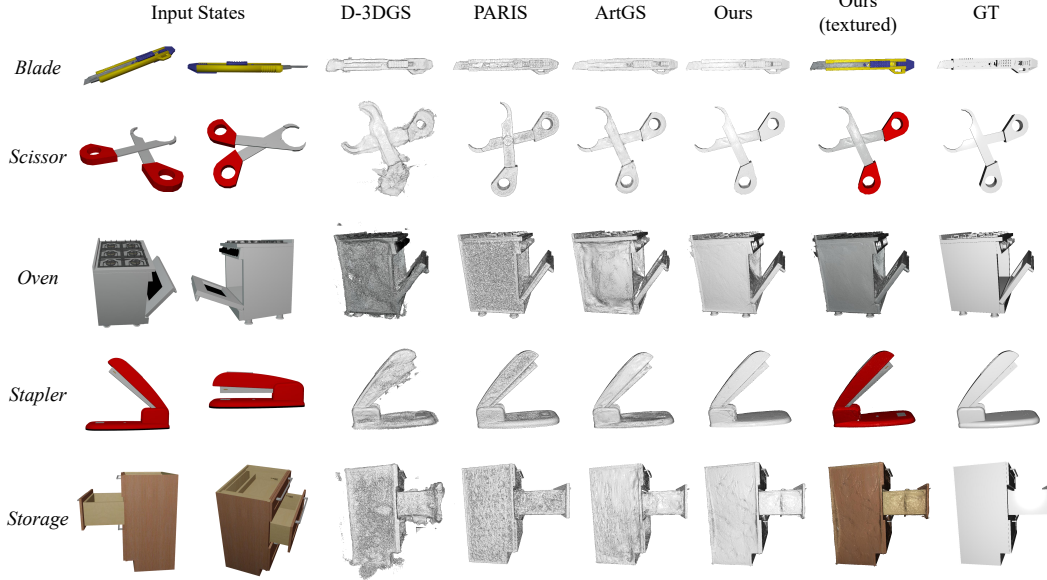 Input States D-3DGS PARIS ArtGS Ours Ours (textured) GT
Blade
Scissor
Oven
Stapler
Storage